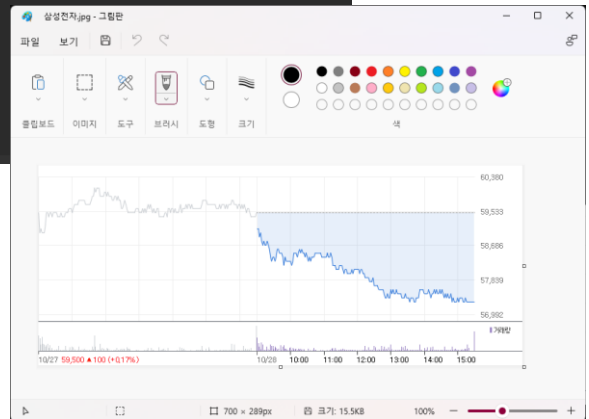 삼성전자.jpg - 그림판
파일 보기
클립보드 이미지 도구 브러시 도형 크기 색
60,380
59,533
58,686
57,839
56,992
거래량
10/27 59,500 ▲ 100 (+0.17%) 10/28 10:00 11:00 12:00 13:00 14:00 15:00
700 × 289px 크기: 15.5KB 100%